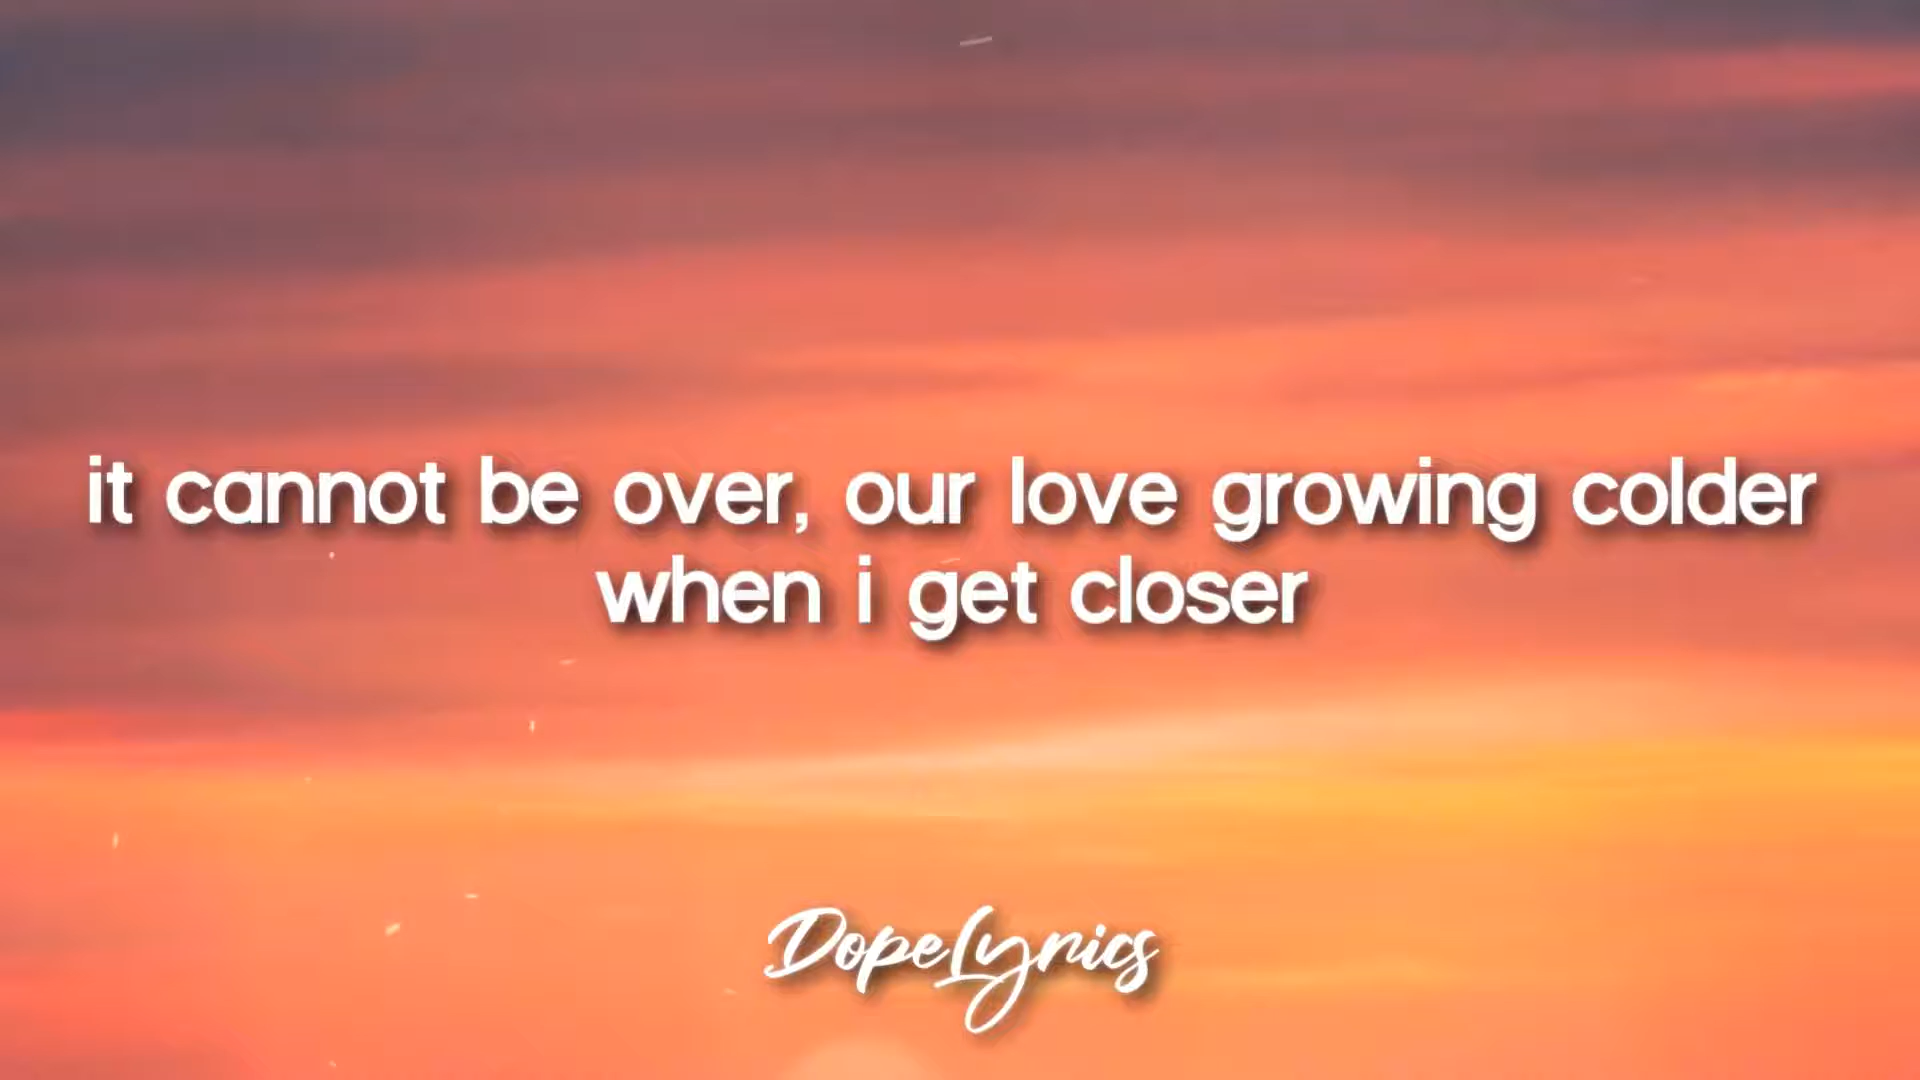 it cannot be over, our love growing colder
when i get closer
DopeLyrics